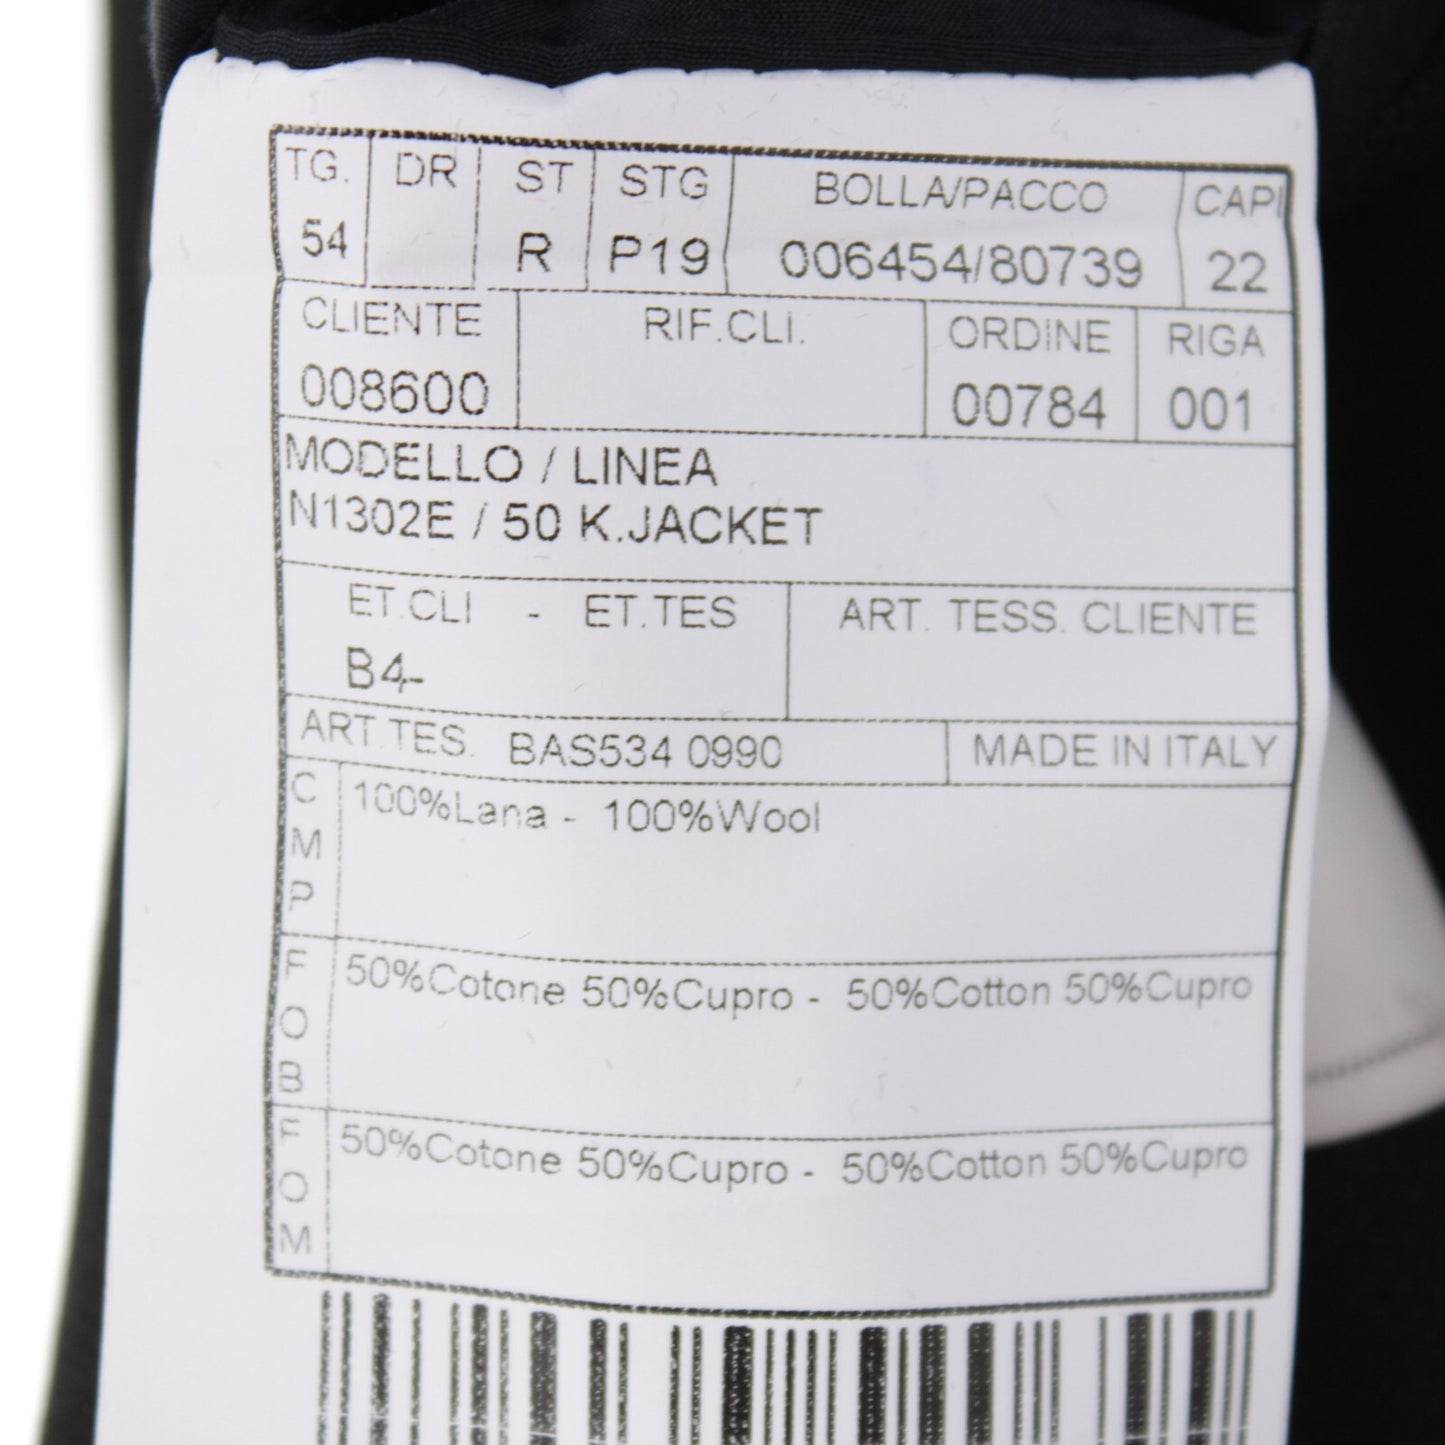 TG. DR ST STG BOLLA/PACCO CAPI
54 R P19 006454/80739 22
CLIENTE RIF.CLI. ORDINE RIGA
008600 00784 001
MODELLO / LINEA
N1302E / 50 K.JACKET
ET.CLI - ET.TES ART. TESS. CLIENTE
B4-
ART.TES. BAS534 0990 MADE IN ITALY
CMP 100%Lana - 100%Wool
FOB 50%Cotone 50%Cupro - 50%Cotton 50%Cupro
FOM 50%Cotone 50%Cupro - 50%Cotton 50%Cupro